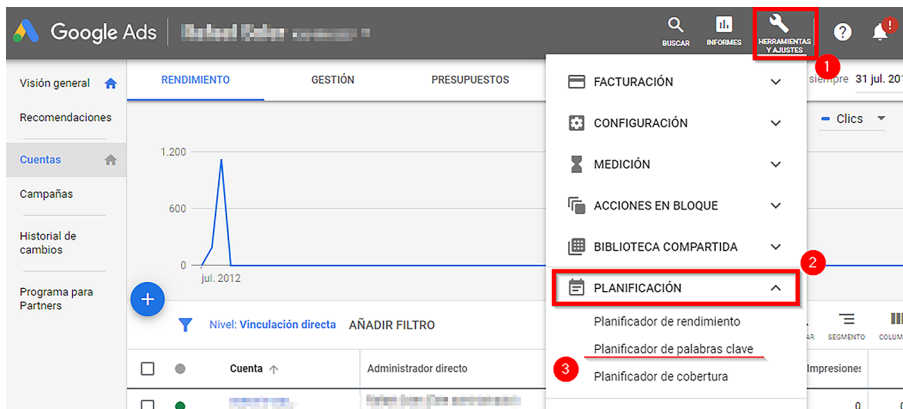 Google Ads
BUSCAR
INFORMES
HERRAMIENTAS
Y AJUSTES
1
siempre 31 jul. 201
Visión general
Recomendaciones
Cuentas
Campañas
Historial de
cambios
Programa para
Partners
RENDIMIENTO
GESTIÓN
PRESUPUESTOS
Clics
1.200
600
0
jul. 2012
FACTURACIÓN
CONFIGURACIÓN
MEDICIÓN
ACCIONES EN BLOQUE
BIBLIOTECA COMPARTIDA
2
PLANIFICACIÓN
Planificador de rendimiento
Planificador de palabras clave
3
Planificador de cobertura
Nivel: Vinculación directa AÑADIR FILTRO
AR
SEGMENTO
COLUM
Cuenta
Administrador directo
Impresiones
0